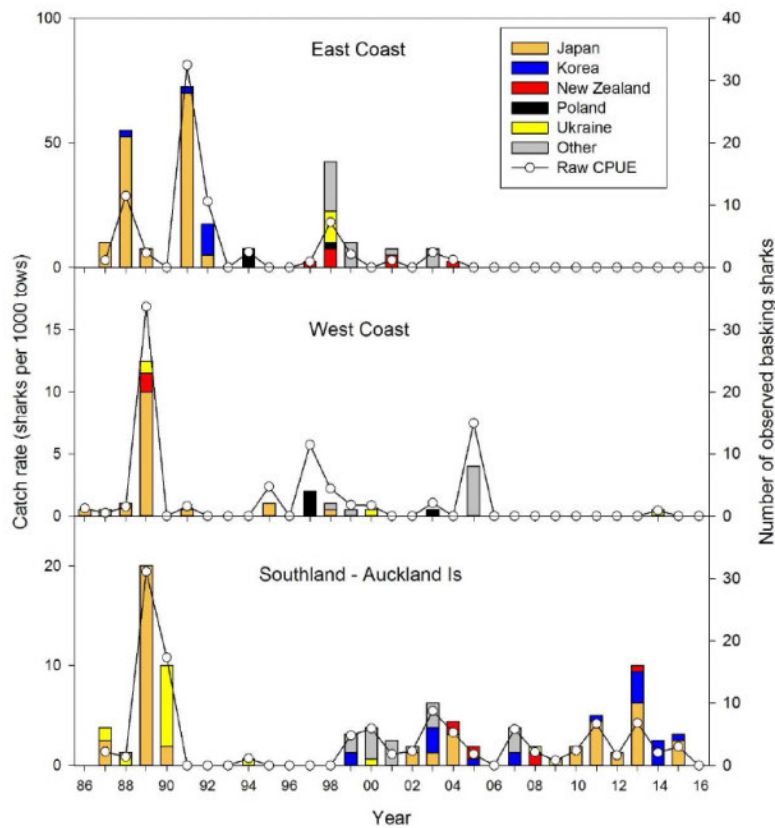 100
40
East Coast
Japan
Korea
New Zealand
Poland
Ukraine
Other
Raw CPUE
30
50
20
10
0
0
West Coast
15
30
10
20
5
10
0
0
Southland - Auckland Is
20
30
20
10
10
0
0
86 88 90 92 94 96 98 00 02 04 06 08 10 12 14 16
Year
Catch rate (sharks per 1000 tows)
Number of observed basking sharks